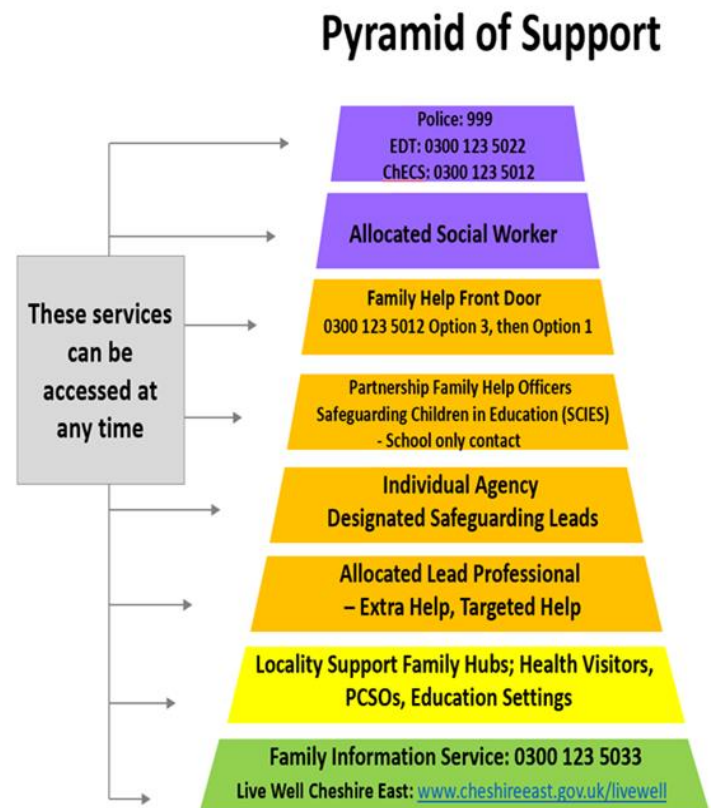 Pyramid of Support
Police: 999
EDT: 0300 123 5022
ChECS: 0300 123 5012
Allocated Social Worker
Family Help Front Door
0300 123 5012 Option 3, then Option 1
These services
can be
accessed at
any time
Partnership Family Help Officers
Safeguarding Children in Education (SCIES)
- School only contact
Individual Agency
Designated Safeguarding Leads
Allocated Lead Professional
– Extra Help, Targeted Help
Locality Support Family Hubs; Health Visitors,
PCSOs, Education Settings
Family Information Service: 0300 123 5033
Live Well Cheshire East: www.cheshireeast.gov.uk/livewell